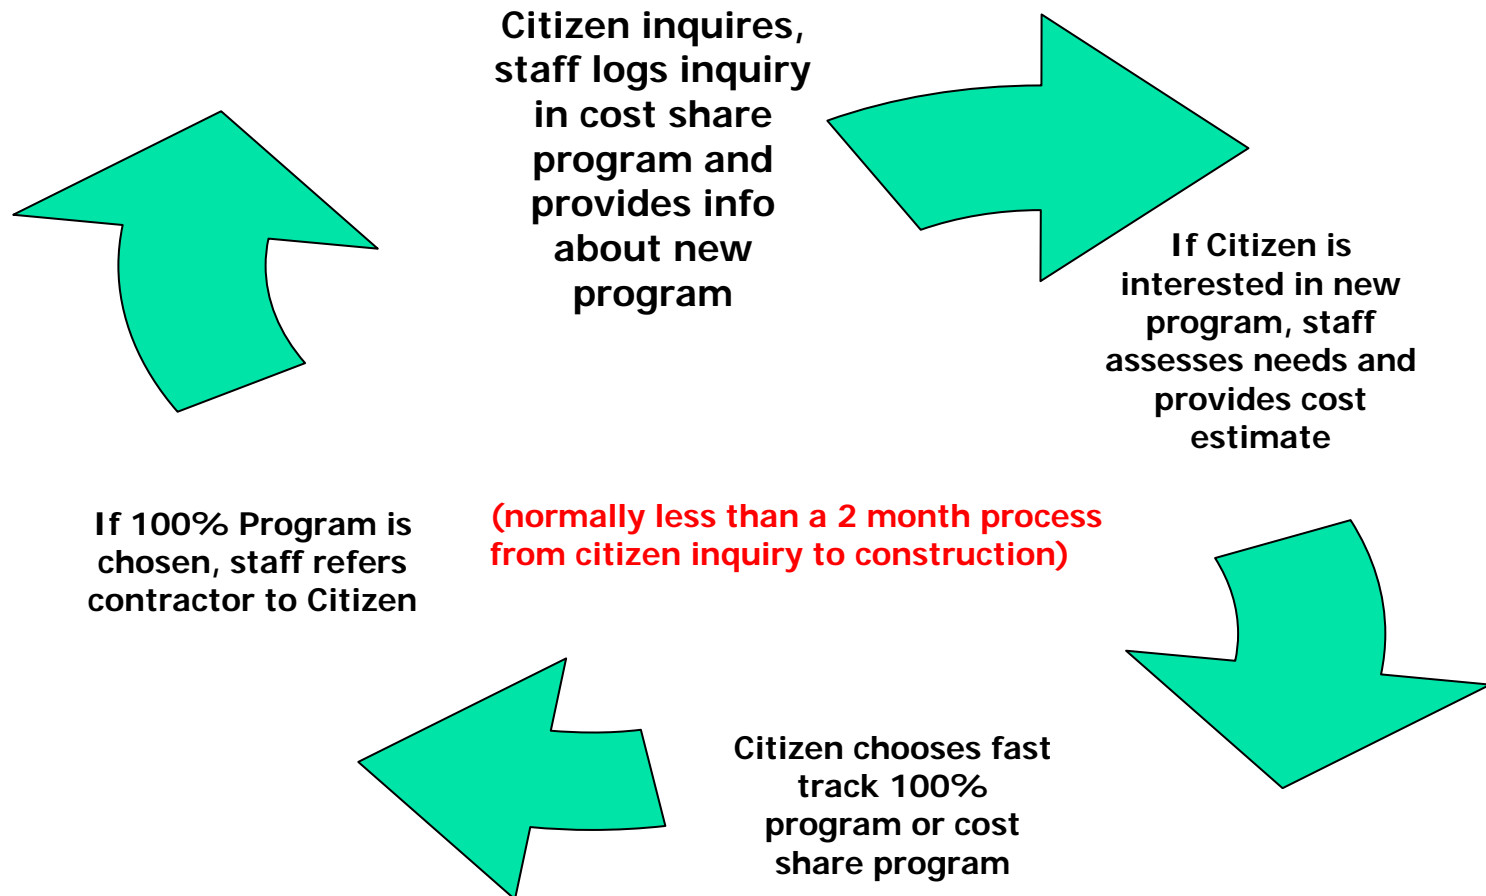 Citizen inquires,
staff logs inquiry
in cost share
program and
provides info
about new
program
If Citizen is
interested in new
program, staff
assesses needs and
provides cost
estimate
(normally less than a 2 month process
from citizen inquiry to construction)
If 100% Program is
chosen, staff refers
contractor to Citizen
Citizen chooses fast
track 100%
program or cost
share program